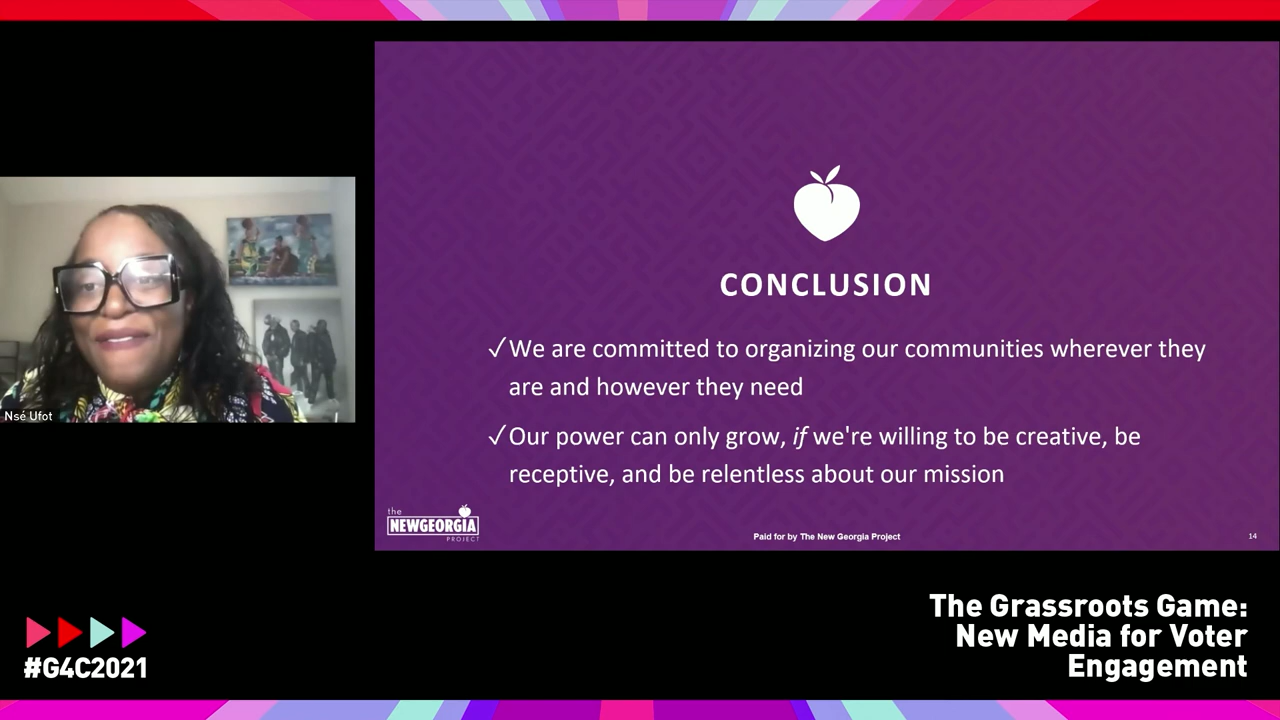 CONCLUSION
✓We are committed to organizing our communities wherever they
are and however they need
✓Our power can only grow, if we're willing to be creative, be
receptive, and be relentless about our mission
the
NEWGEORGIA
PROJECT
Paid for by The New Georgia Project
14
Nsé Ufot
#G4C2021
The Grassroots Game:
New Media for Voter
Engagement